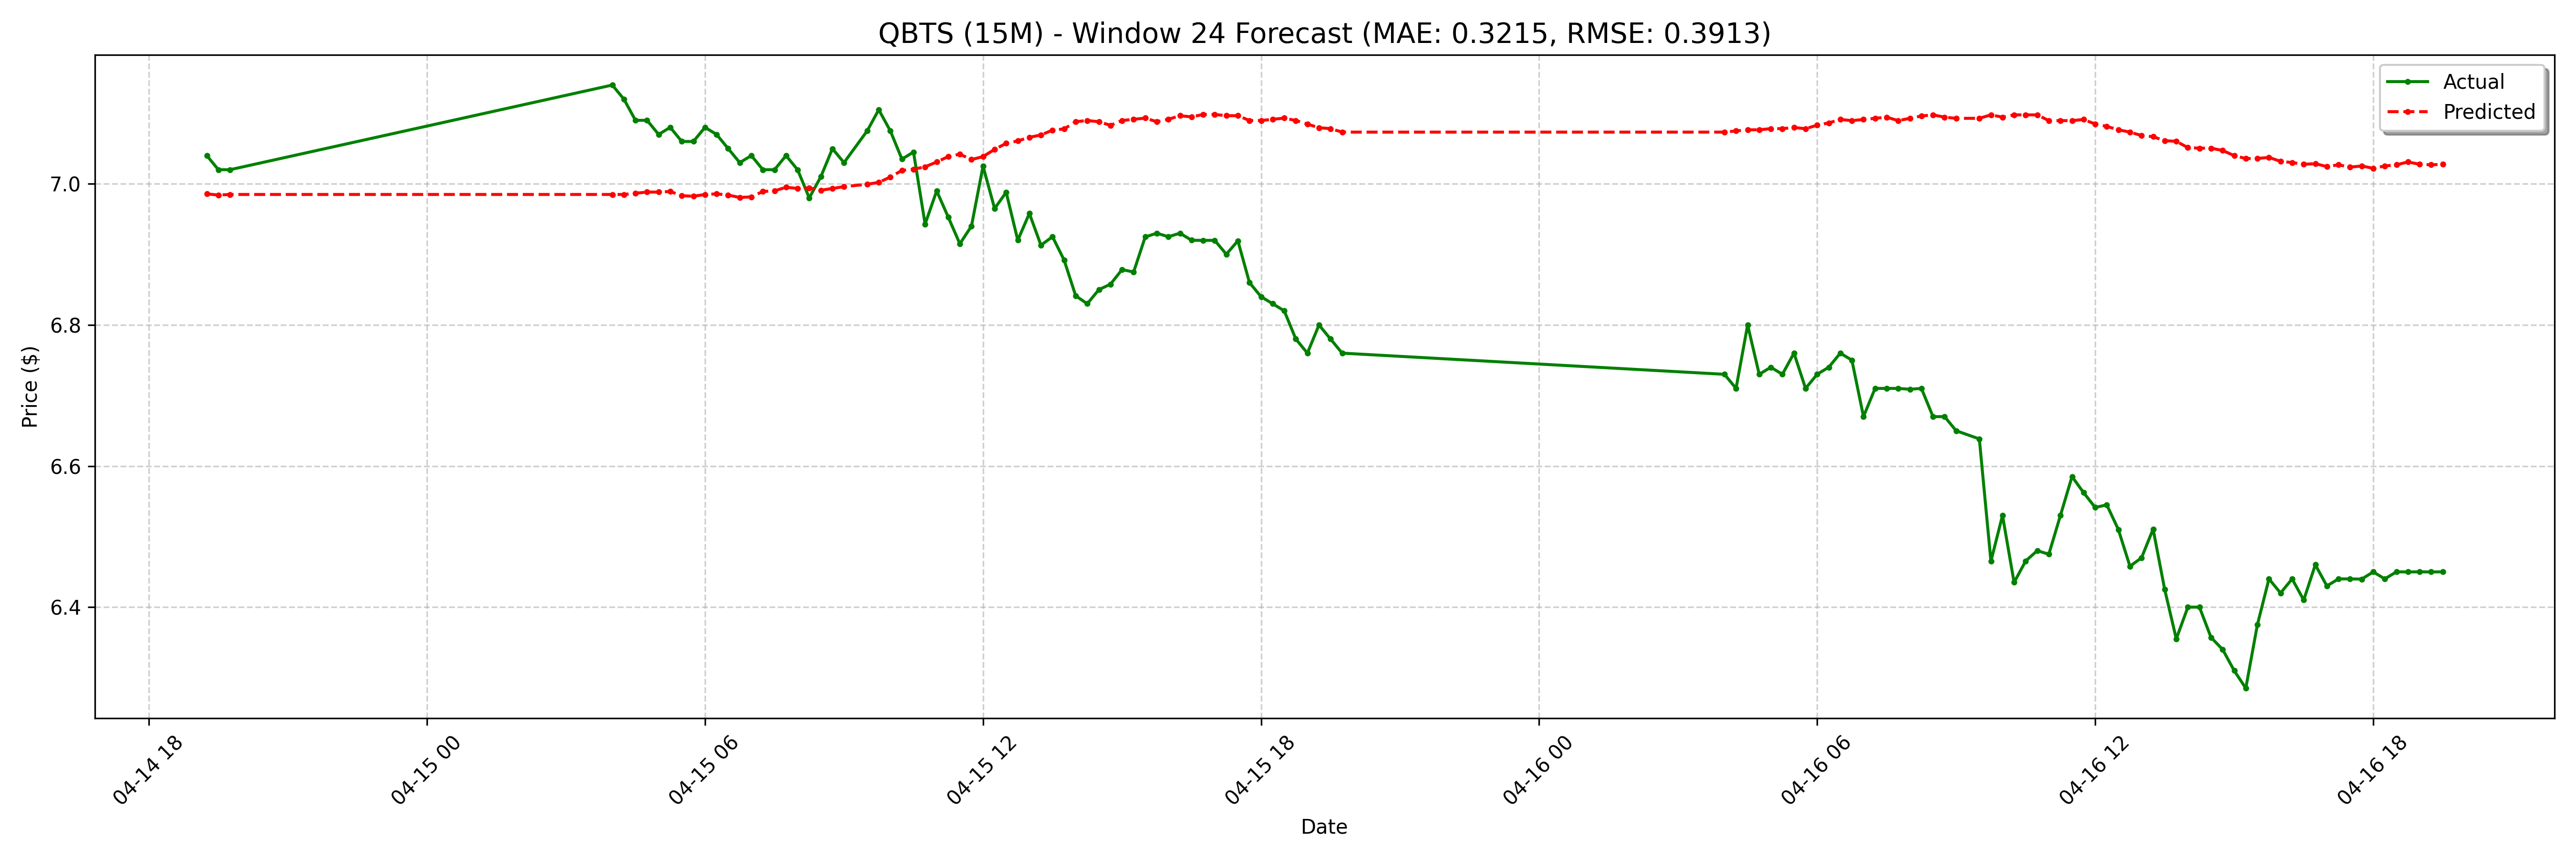 QBTS (15M) - Window 24 Forecast (MAE: 0.3215, RMSE: 0.3913)
Actual
Predicted
Price ($)
7.0
6.8
6.6
6.4
04-14 18
04-15 00
04-15 06
04-15 12
04-15 18
04-16 00
04-16 06
04-16 12
04-16 18
Date